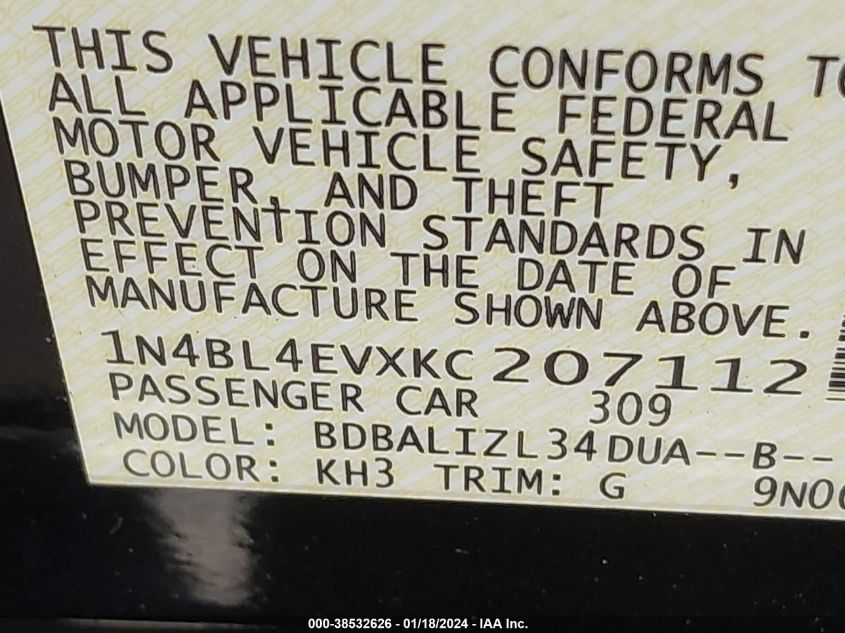 THIS VEHICLE CONFORMS TO
ALL APPLICABLE FEDERAL
MOTOR VEHICLE SAFETY,
BUMPER, AND THEFT
PREVENTION STANDARDS IN
EFFECT ON THE DATE OF
MANUFACTURE SHOWN ABOVE.
1N4BL4EVXKC207112
PASSENGER CAR 309
MODEL: BDBALIZL34DUA--B--
COLOR: KH3 TRIM: G
000-38532626 - 01/18/2024 - IAA Inc.